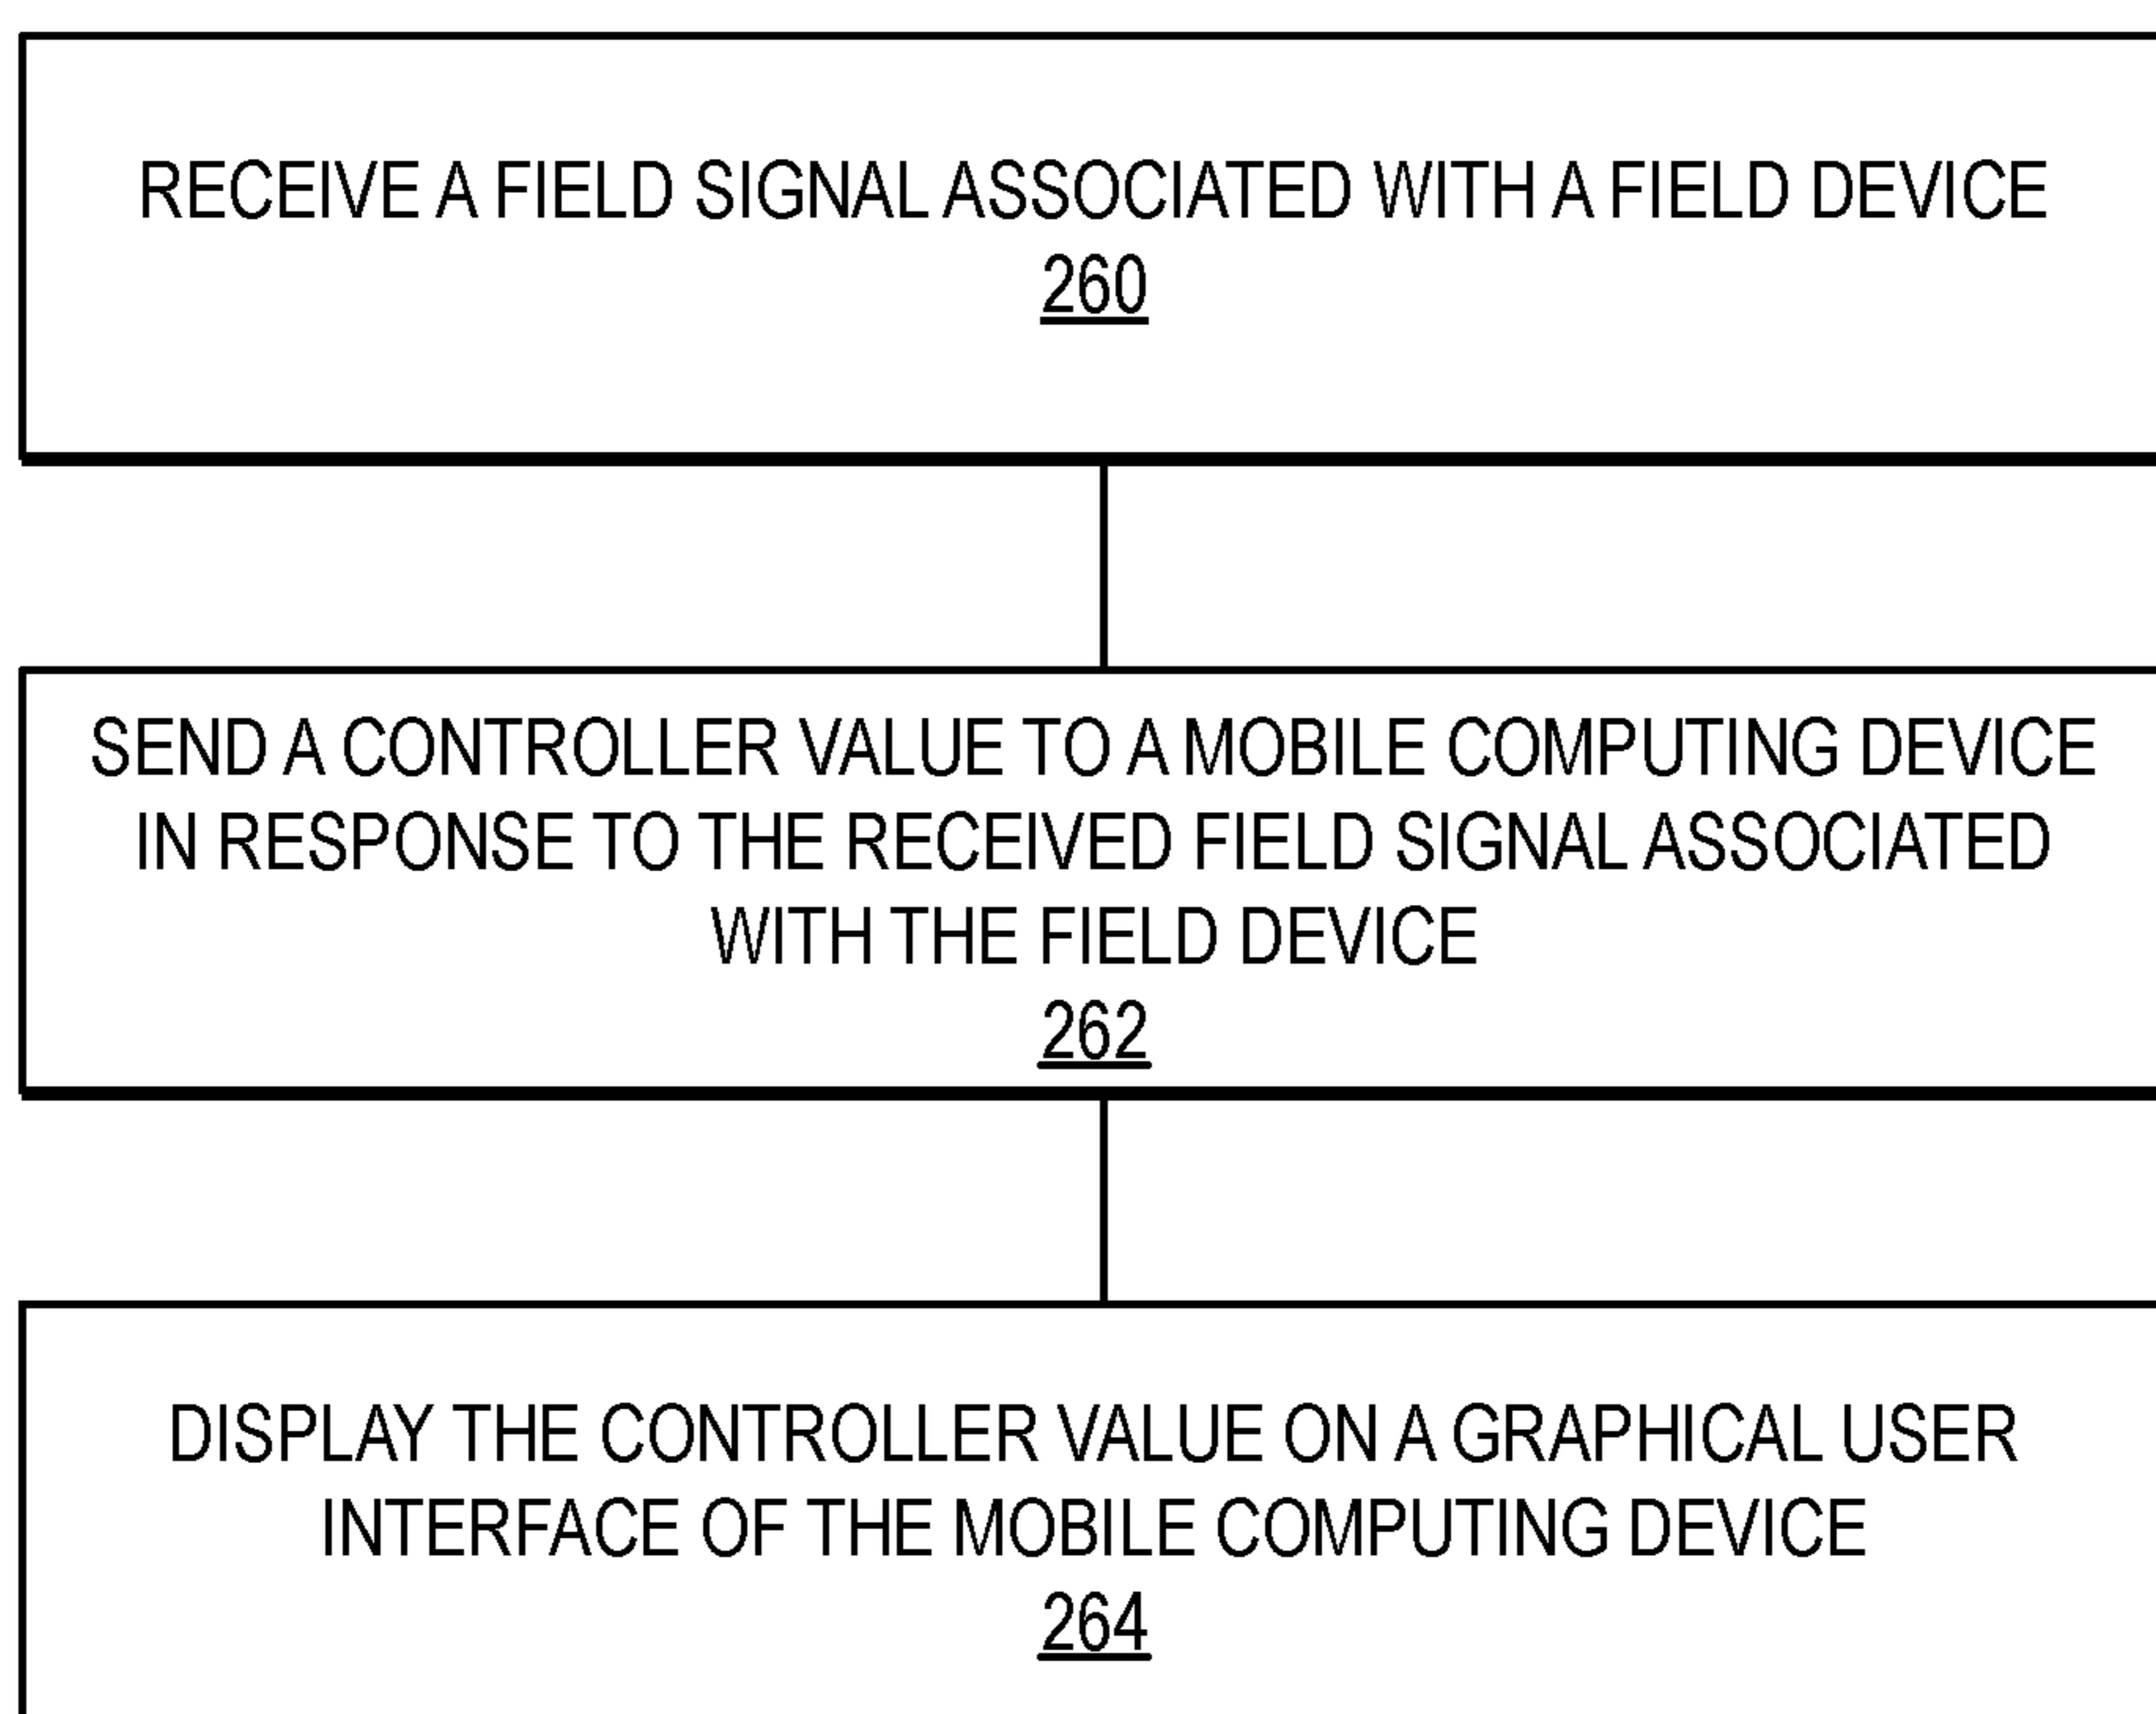 RECEIVE A FIELD SIGNAL ASSOCIATED WITH A FIELD DEVICE
260
SEND A CONTROLLER VALUE TO A MOBILE COMPUTING DEVICE
IN RESPONSE TO THE RECEIVED FIELD SIGNAL ASSOCIATED
WITH THE FIELD DEVICE
262
DISPLAY THE CONTROLLER VALUE ON A GRAPHICAL USER
INTERFACE OF THE MOBILE COMPUTING DEVICE
264